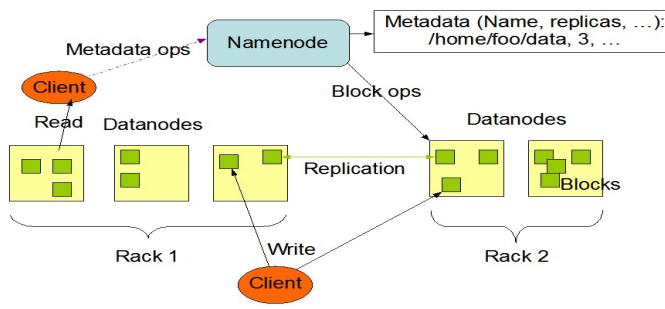 Metadata (Name, replicas, …):
/home/foo/data, 3, …
Namenode
Metadata ops
Client
Block ops
Read
Datanodes
Datanodes
Replication
Blocks
Rack 1
Write
Rack 2
Client